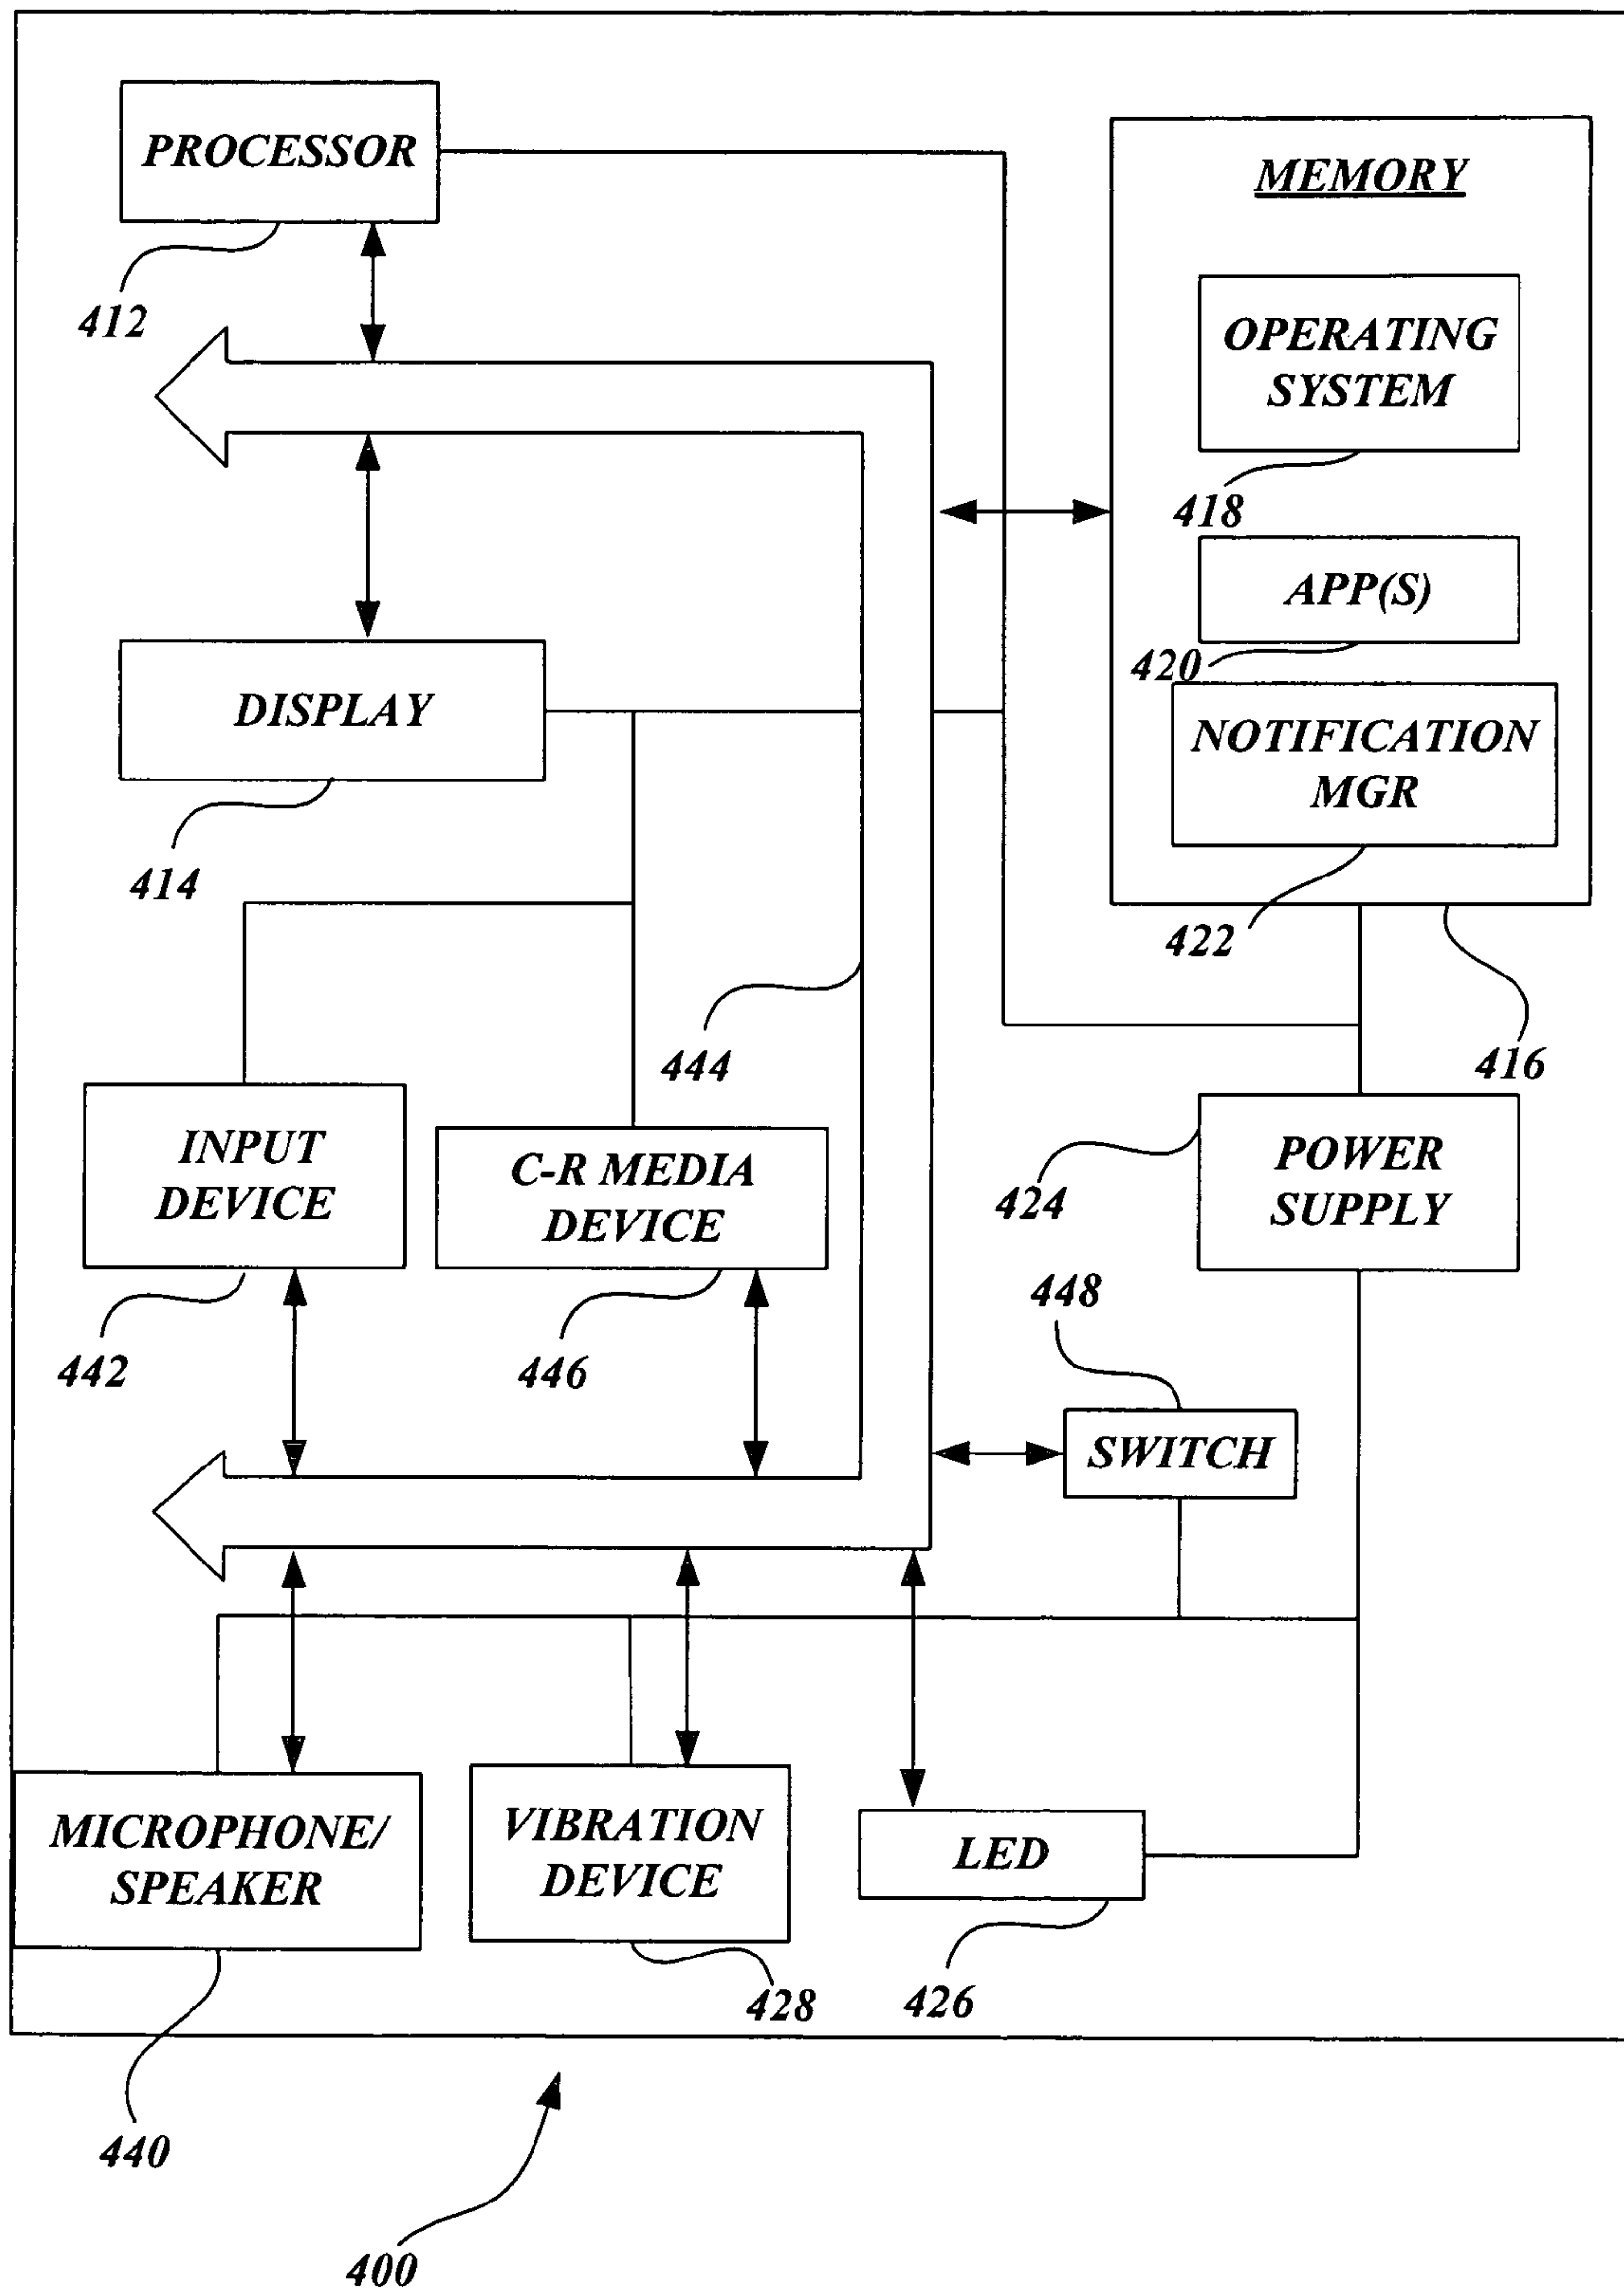 PROCESSOR
412
MEMORY
OPERATING
SYSTEM
418
APP(S)
420
NOTIFICATION
MGR
422
416
DISPLAY
414
444
INPUT
DEVICE
442
C-R MEDIA
DEVICE
446
424
POWER
SUPPLY
448
SWITCH
MICROPHONE/
SPEAKER
440
VIBRATION
DEVICE
428
LED
426
400